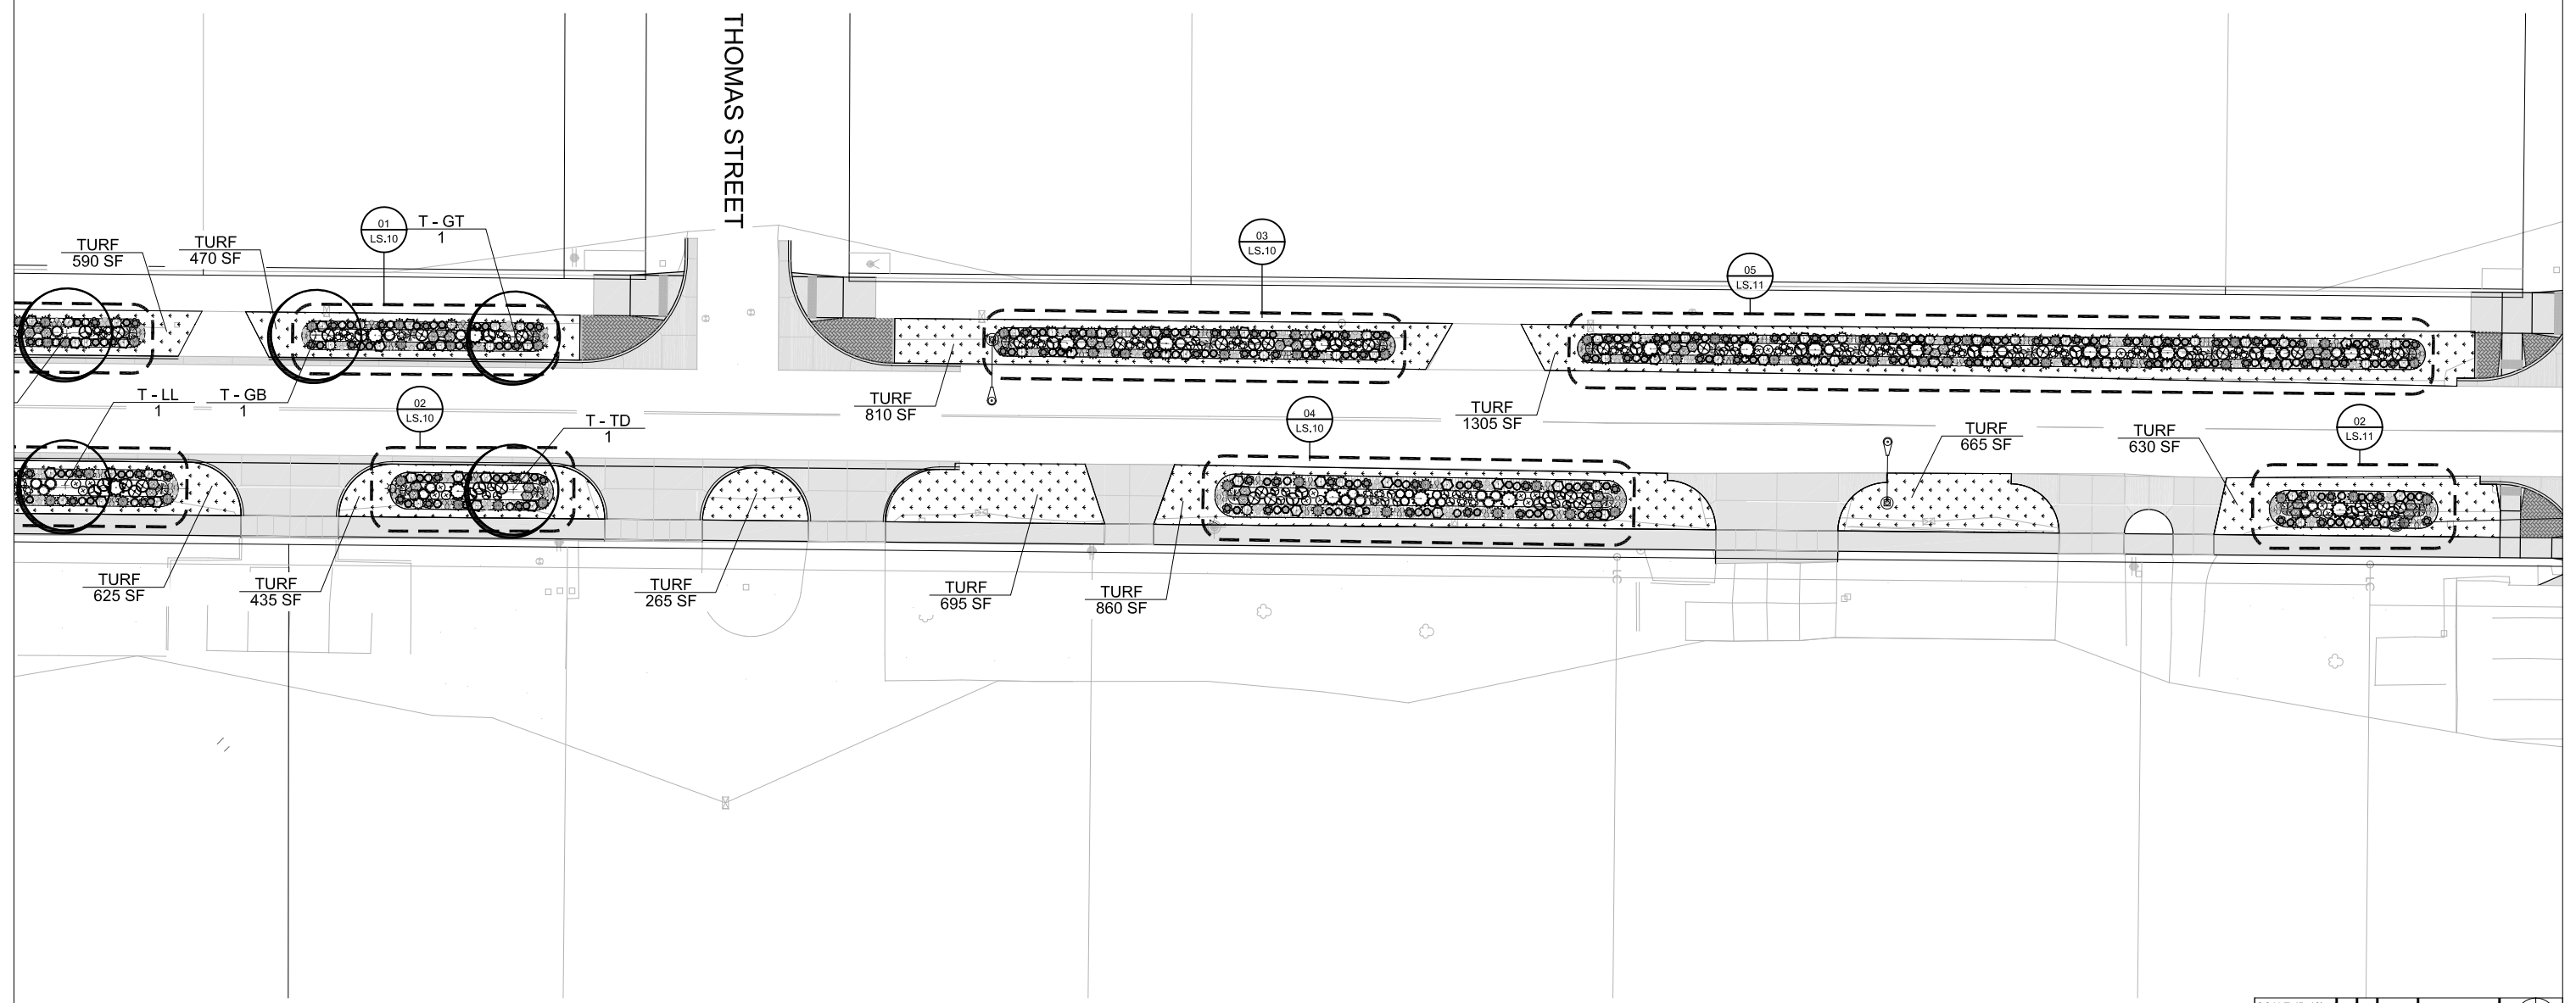 THOMAS STREET
TURF
590 SF
TURF
470 SF
01
LS.10
T - GT
1
03
LS.10
05
LS.11
T - LL
1
T - GB
1
02
LS.10
T - TD
1
TURF
810 SF
04
LS.10
TURF
1305 SF
TURF
665 SF
TURF
630 SF
02
LS.11
TURF
625 SF
TURF
435 SF
TURF
265 SF
TURF
695 SF
TURF
860 SF
LC
LC